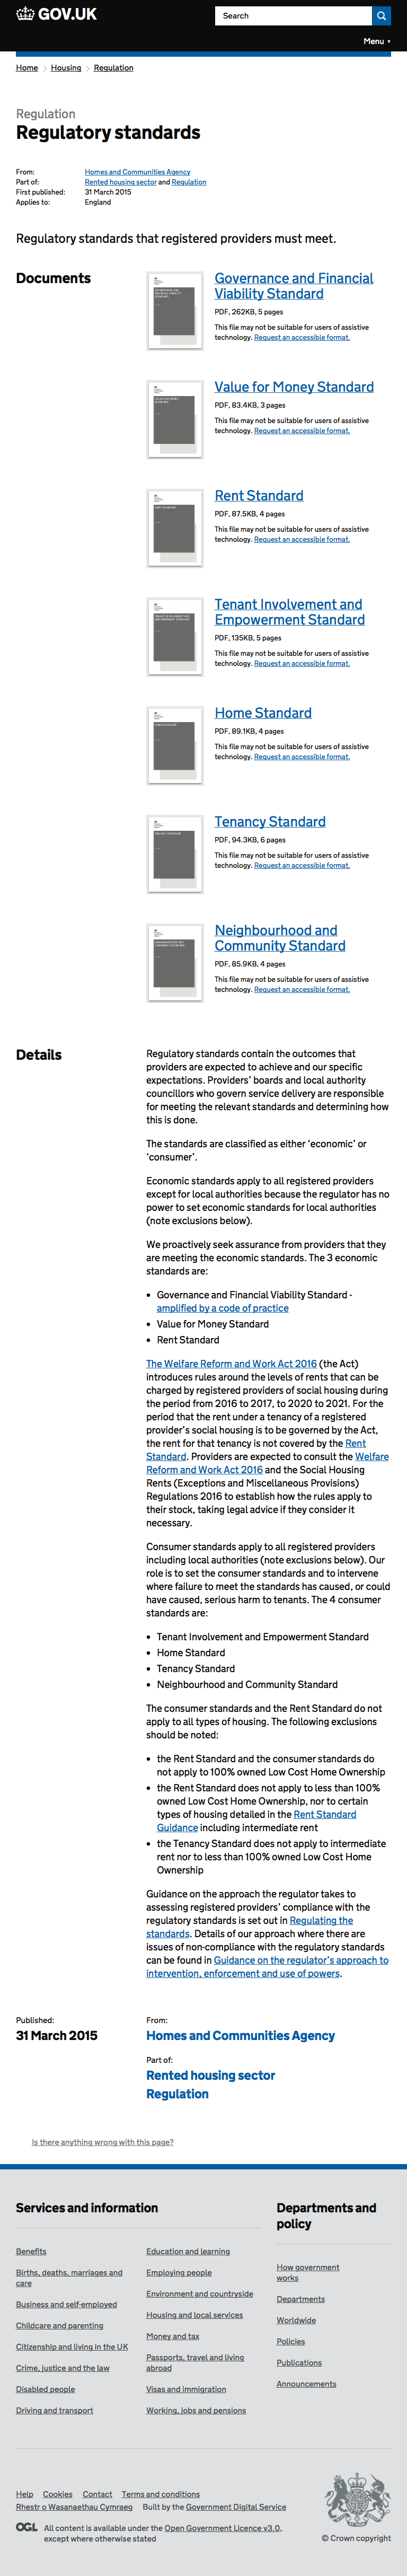 GOV.UK
Search
Menu
Home
Housing
Regulation
Regulation
Regulatory standards
From: Homes and Communities Agency
Part of: Rented housing sector and Regulation
First published: 31 March 2015
Applies to: England
Regulatory standards that registered providers must meet.
Documents
Governance and Financial
Viability Standard
PDF, 262KB, 5 pages
This file may not be suitable for users of assistive
technology. Request an accessible format.
Value for Money Standard
PDF, 83.4KB, 3 pages
This file may not be suitable for users of assistive
technology. Request an accessible format.
Rent Standard
PDF, 87.5KB, 4 pages
This file may not be suitable for users of assistive
technology. Request an accessible format.
Tenant Involvement and
Empowerment Standard
PDF, 135KB, 5 pages
This file may not be suitable for users of assistive
technology. Request an accessible format.
Home Standard
PDF, 89.1KB, 4 pages
This file may not be suitable for users of assistive
technology. Request an accessible format.
Tenancy Standard
PDF, 94.3KB, 6 pages
This file may not be suitable for users of assistive
technology. Request an accessible format.
Neighbourhood and
Community Standard
PDF, 85.9KB, 4 pages
This file may not be suitable for users of assistive
technology. Request an accessible format.
Details
Regulatory standards contain the outcomes that
providers are expected to achieve and our specific
expectations. Providers’ boards and local authority
councillors who govern service delivery are responsible
for meeting the relevant standards and determining how
this is done.
The standards are classified as either ‘economic’ or
‘consumer’.
Economic standards apply to all registered providers
except for local authorities because the regulator has no
power to set economic standards for local authorities
(note exclusions below).
We proactively seek assurance from providers that they
are meeting the economic standards. The 3 economic
standards are:
• Governance and Financial Viability Standard -
amplified by a code of practice
• Value for Money Standard
• Rent Standard
The Welfare Reform and Work Act 2016 (the Act)
introduces rules around the levels of rents that can be
charged by registered providers of social housing during
the period from 2016 to 2017, to 2020 to 2021. For the
period that the rent under a tenancy of a registered
provider’s social housing is to be governed by the Act,
the rent for that tenancy is not covered by the Rent
Standard. Providers are expected to consult the Welfare
Reform and Work Act 2016 and the Social Housing
Rents (Exceptions and Miscellaneous Provisions)
Regulations 2016 to establish how the rules apply to
their stock, taking legal advice if they consider it
necessary.
Consumer standards apply to all registered providers
including local authorities (note exclusions below). Our
role is to set the consumer standards and to intervene
where failure to meet the standards has caused, or could
have caused, serious harm to tenants. The 4 consumer
standards are:
• Tenant Involvement and Empowerment Standard
• Home Standard
• Tenancy Standard
• Neighbourhood and Community Standard
The consumer standards and the Rent Standard do not
apply to all types of housing. The following exclusions
should be noted:
• the Rent Standard and the consumer standards do
not apply to 100% owned Low Cost Home Ownership
• the Rent Standard does not apply to less than 100%
owned Low Cost Home Ownership, nor to certain
types of housing detailed in the Rent Standard
Guidance including intermediate rent
• the Tenancy Standard does not apply to intermediate
rent nor to less than 100% owned Low Cost Home
Ownership
Guidance on the approach the regulator takes to
assessing registered providers’ compliance with the
regulatory standards is set out in Regulating the
standards. Details of our approach where there are
issues of non-compliance with the regulatory standards
can be found in Guidance on the regulator’s approach to
intervention, enforcement and use of powers.
Published:
31 March 2015
From:
Homes and Communities Agency
Part of:
Rented housing sector
Regulation
Is there anything wrong with this page?
Services and information
Benefits
Births, deaths, marriages and
care
Business and self-employed
Childcare and parenting
Citizenship and living in the UK
Crime, justice and the law
Disabled people
Driving and transport
Education and learning
Employing people
Environment and countryside
Housing and local services
Money and tax
Passports, travel and living
abroad
Visas and immigration
Working, jobs and pensions
Departments and
policy
How government
works
Departments
Worldwide
Policies
Publications
Announcements
Help Cookies Contact Terms and conditions
Rhestr o Wasanaethau Cymraeg Built by the Government Digital Service
OGL All content is available under the Open Government Licence v3.0,
except where otherwise stated
© Crown copyright